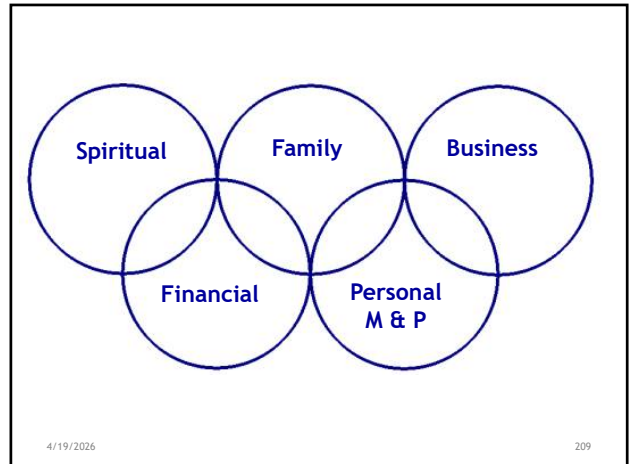 Spiritual
Family
Business
Financial
Personal
M & P
4/19/2026
209